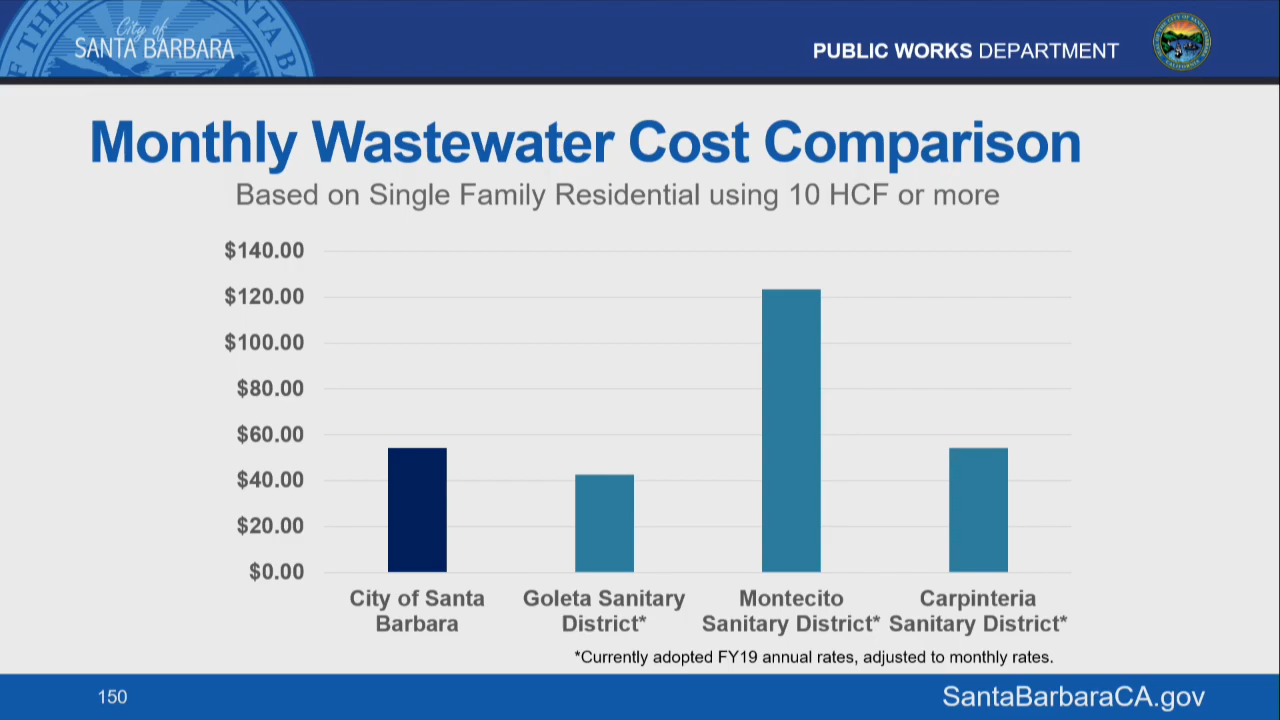 City of
SANTA BARBARA
PUBLIC WORKS DEPARTMENT
Monthly Wastewater Cost Comparison
Based on Single Family Residential using 10 HCF or more
$140.00
$120.00
$100.00
$80.00
$60.00
$40.00
$20.00
$0.00
City of Santa
Barbara
Goleta Sanitary
District*
Montecito
Sanitary District*
Carpinteria
Sanitary District*
*Currently adopted FY19 annual rates, adjusted to monthly rates.
150
SantaBarbaraCA.gov